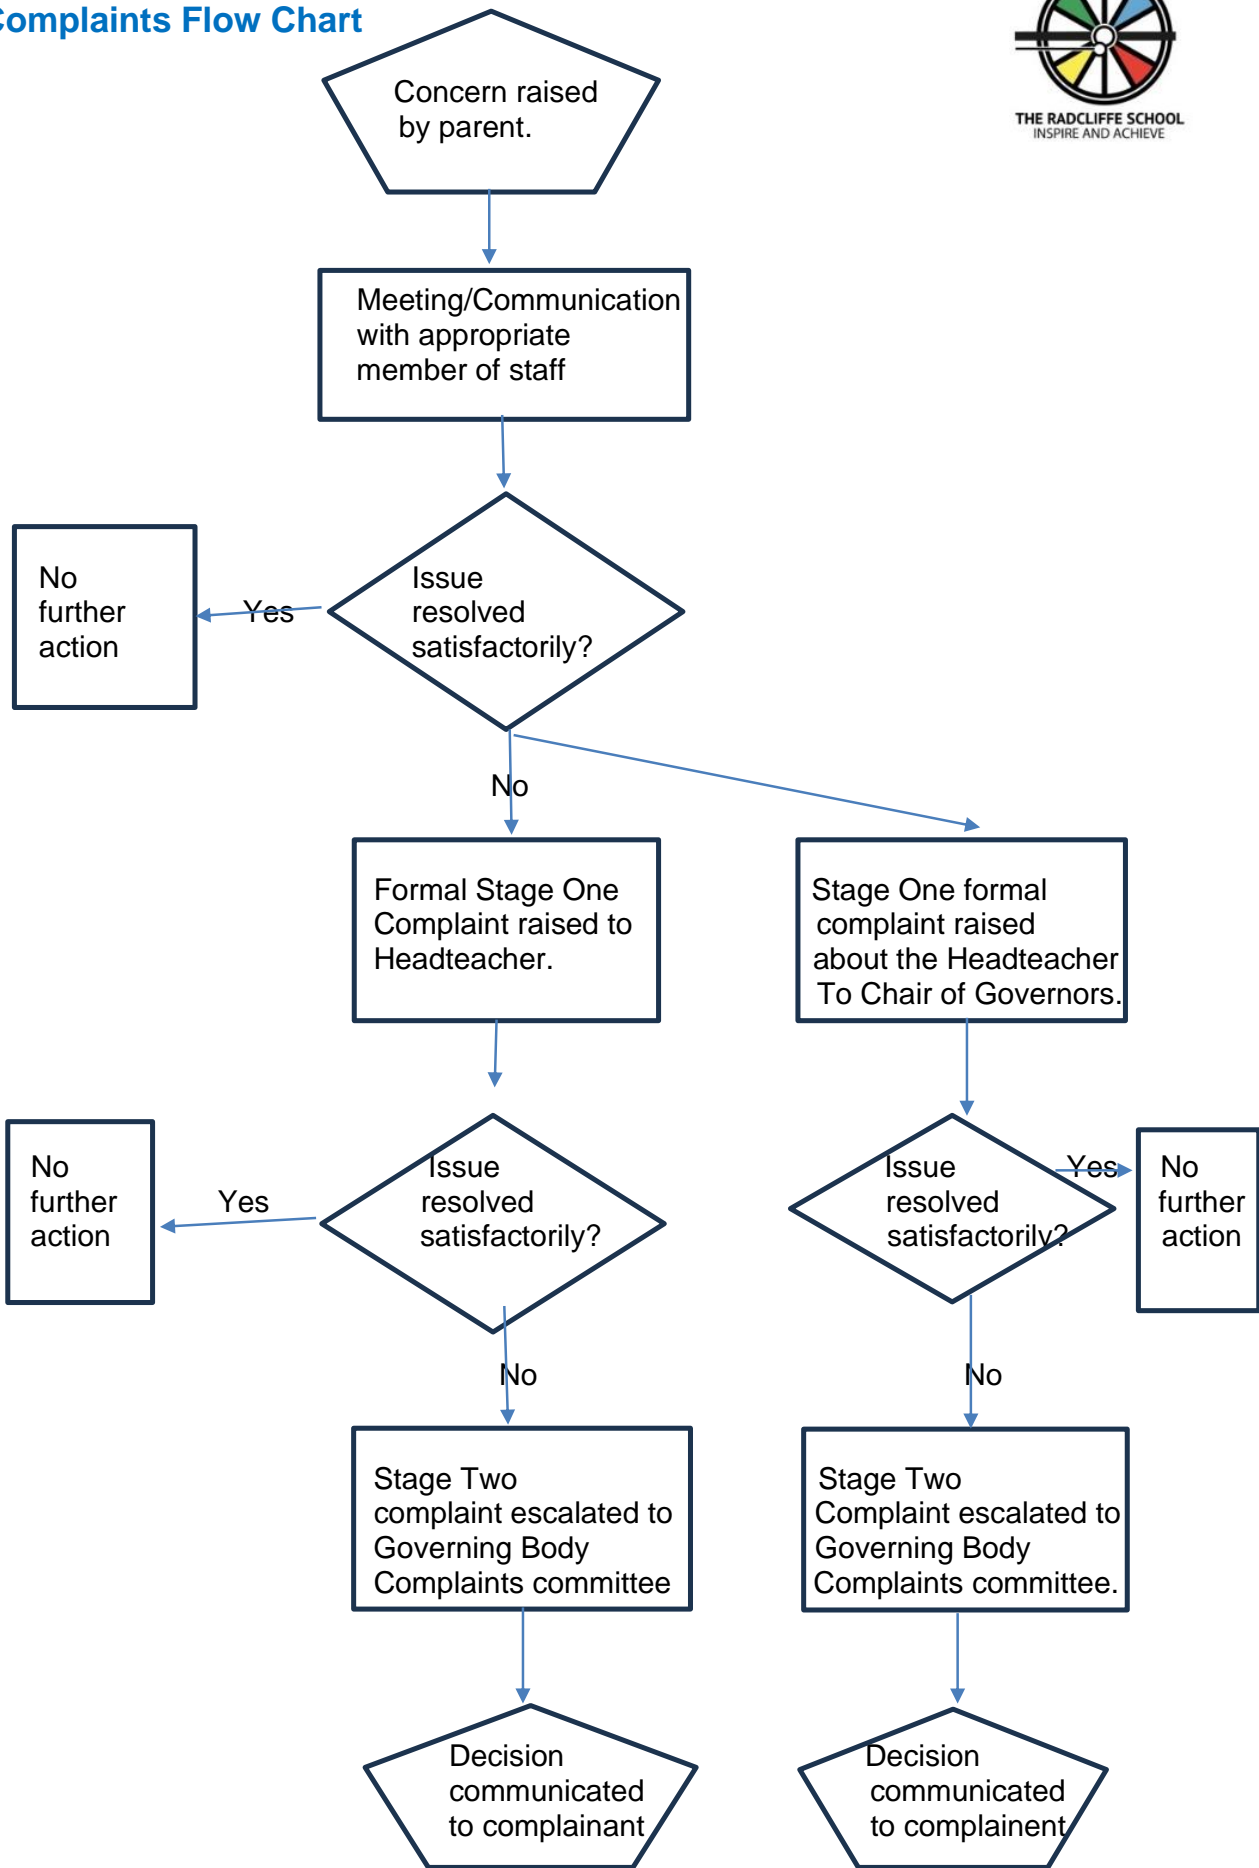 Complaints Flow Chart
THE RADCLIFFE SCHOOL
INSPIRE AND ACHIEVE
Concern raised
by parent.
Meeting/Communication
with appropriate
member of staff
No
further
action
Yes
Issue
resolved
satisfactorily?
No
Formal Stage One
Complaint raised to
Headteacher.
Stage One formal
complaint raised
about the Headteacher
To Chair of Governors.
No
further
action
Yes
Issue
resolved
satisfactorily?
Issue
resolved
satisfactorily?
Yes
No
further
action
No
No
Stage Two
complaint escalated to
Governing Body
Complaints committee
Stage Two
Complaint escalated to
Governing Body
Complaints committee.
Decision
communicated
to complainant
Decision
communicated
to complainent